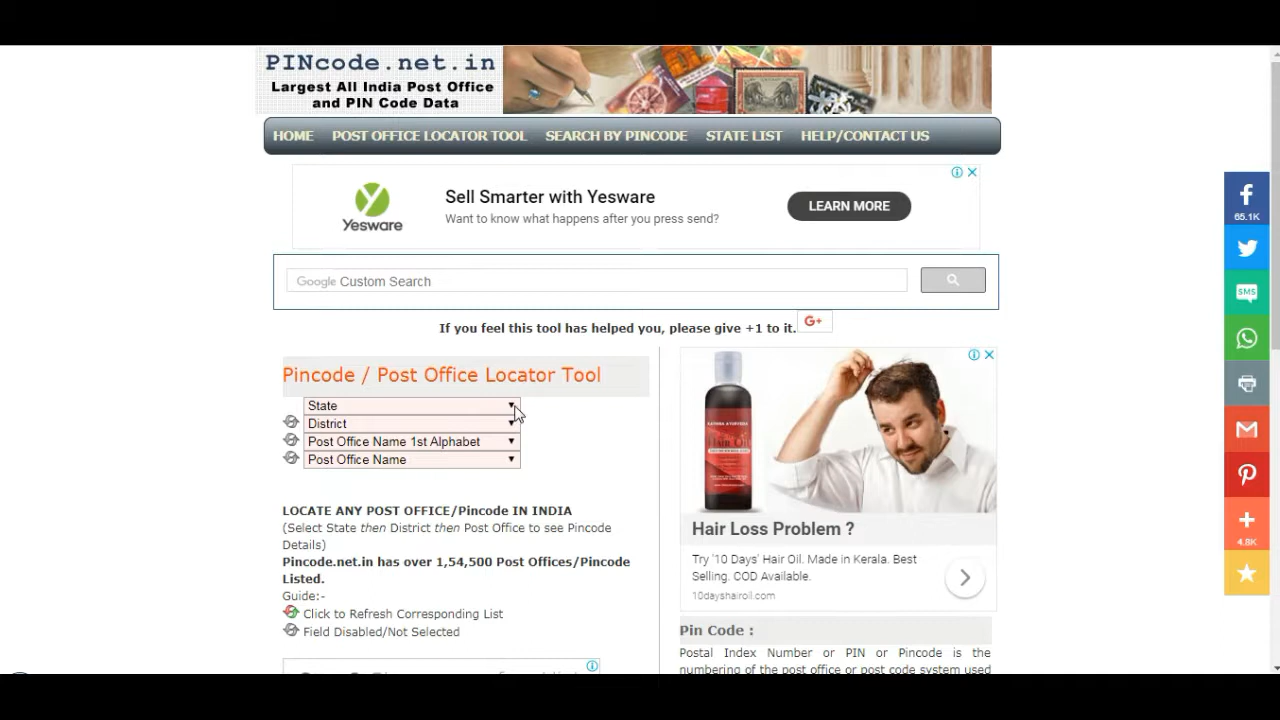 PINcode.net.in
Largest All India Post Office
and PIN Code Data
HOME POST OFFICE LOCATOR TOOL SEARCH BY PINCODE STATE LIST HELP/CONTACT US
Yesware
Sell Smarter with Yesware
Want to know what happens after you press send?
LEARN MORE
Google Custom Search
If you feel this tool has helped you, please give +1 to it.
G+
Pincode / Post Office Locator Tool
State
District
Post Office Name 1st Alphabet
Post Office Name
LOCATE ANY POST OFFICE/Pincode IN INDIA
(Select State then District then Post Office to see Pincode
Details)
Pincode.net.in has over 1,54,500 Post Offices/Pincode
Listed.
Guide:-
Click to Refresh Corresponding List
Field Disabled/Not Selected
HAIR OIL
Hair Loss Problem ?
Try '10 Days' Hair Oil. Made in Kerala. Best
Selling. COD Available.
10dayshairoil.com
Pin Code :
Postal Index Number or PIN or Pincode is the
numbering of the post office or post code system used
65.1K
SMS
4.8K